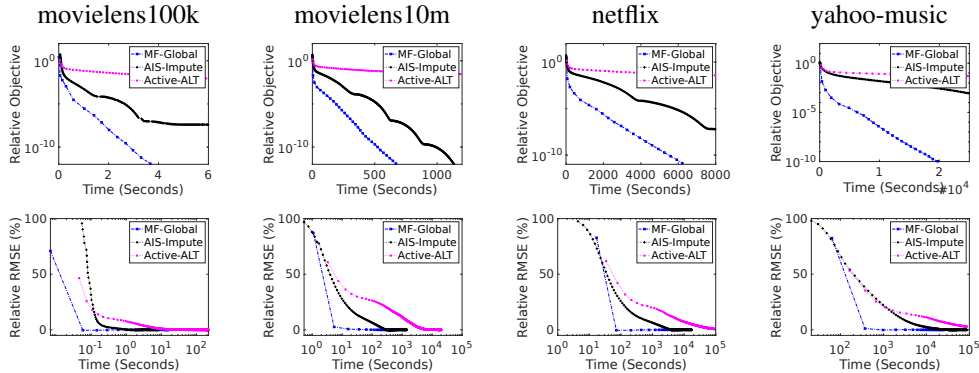 movielens100k
movielens10m
netflix
yahoo-music
Relative Objective
10^0
10^-10
MF-Global
AIS-Impute
Active-ALT
0 2 4 6
Time (Seconds)
Relative Objective
10^0
10^-10
MF-Global
AIS-Impute
Active-ALT
0 500 1000
Time (Seconds)
Relative Objective
10^0
10^-5
10^-10
MF-Global
AIS-Impute
Active-ALT
0 2000 4000 6000 8000
Time (Seconds)
Relative Objective
10^0
10^-5
10^-10
MF-Global
AIS-Impute
Active-ALT
0 1 2
Time (Seconds) #10^4
Relative RMSE (%)
100
50
0
MF-Global
AIS-Impute
Active-ALT
10^-1 10^0 10^1 10^2
Time (Seconds)
Relative RMSE (%)
100
50
0
MF-Global
AIS-Impute
Active-ALT
10^0 10^1 10^2 10^3 10^4 10^5
Time (Seconds)
Relative RMSE (%)
100
50
0
MF-Global
AIS-Impute
Active-ALT
10^0 10^1 10^2 10^3 10^4 10^5
Time (Seconds)
Relative RMSE (%)
100
50
0
MF-Global
AIS-Impute
Active-ALT
10^2 10^3 10^4 10^5
Time (Seconds)